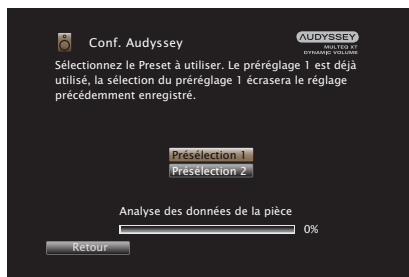 Conf. Audyssey
AUDYSSEY
MULTEQ XT
DYNAMIC VOLUME
Sélectionnez le Preset à utiliser. Le préréglage 1 est déjà
utilisé, la sélection du préréglage 1 écrasera le réglage
précédemment enregistré.
Présélection 1
Présélection 2
Analyse des données de la pièce
0%
Retour